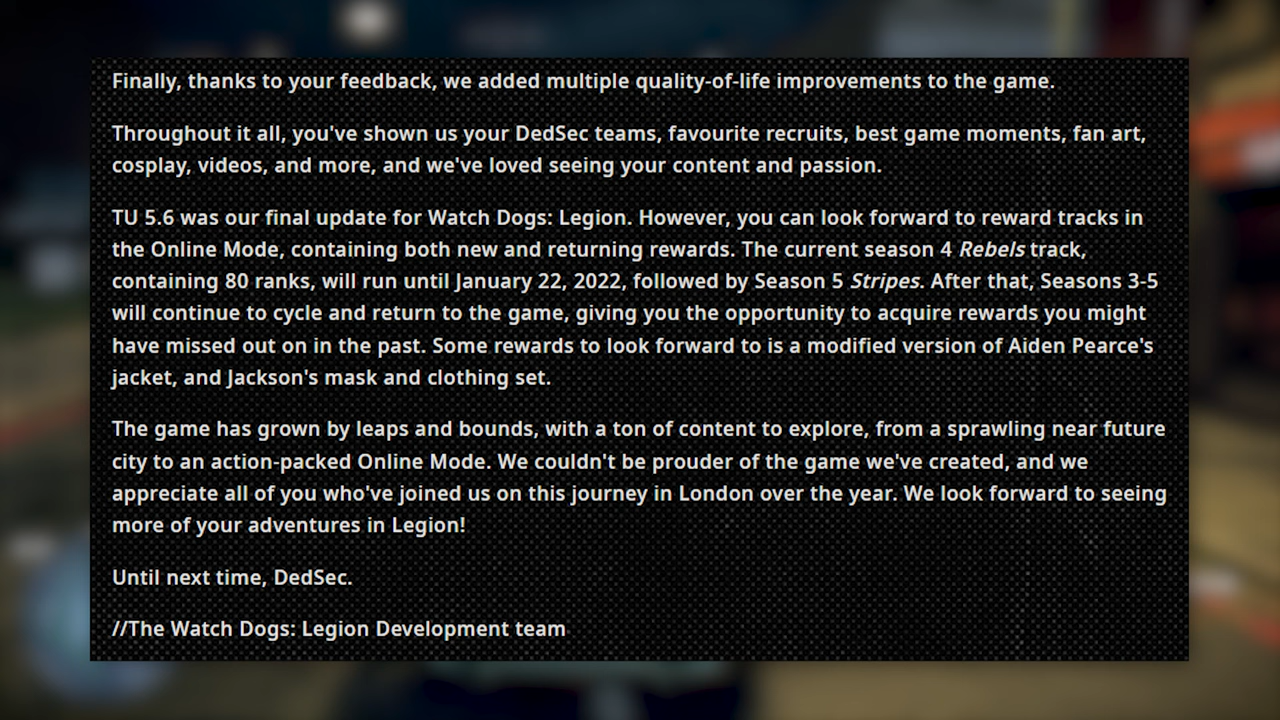 Finally, thanks to your feedback, we added multiple quality-of-life improvements to the game.
Throughout it all, you've shown us your DedSec teams, favourite recruits, best game moments, fan art,
cosplay, videos, and more, and we've loved seeing your content and passion.
TU 5.6 was our final update for Watch Dogs: Legion. However, you can look forward to reward tracks in
the Online Mode, containing both new and returning rewards. The current season 4 Rebels track,
containing 80 ranks, will run until January 22, 2022, followed by Season 5 Stripes. After that, Seasons 3-5
will continue to cycle and return to the game, giving you the opportunity to acquire rewards you might
have missed out on in the past. Some rewards to look forward to is a modified version of Aiden Pearce's
jacket, and Jackson's mask and clothing set.
The game has grown by leaps and bounds, with a ton of content to explore, from a sprawling near future
city to an action-packed Online Mode. We couldn't be prouder of the game we've created, and we
appreciate all of you who've joined us on this journey in London over the year. We look forward to seeing
more of your adventures in Legion!
Until next time, DedSec.
//The Watch Dogs: Legion Development team